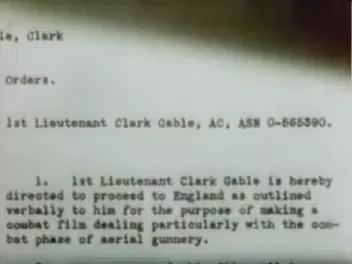 le, Clark
Orders.
1st Lieutenant Clark Gable, AC, ASN 0-565390.
1. 1st Lieutenant Clark Gable is hereby
directed to proceed to England as outlined
verbally to him for the purpose of making a
combat film dealing particularly with the com-
bat phase of aerial gunnery.